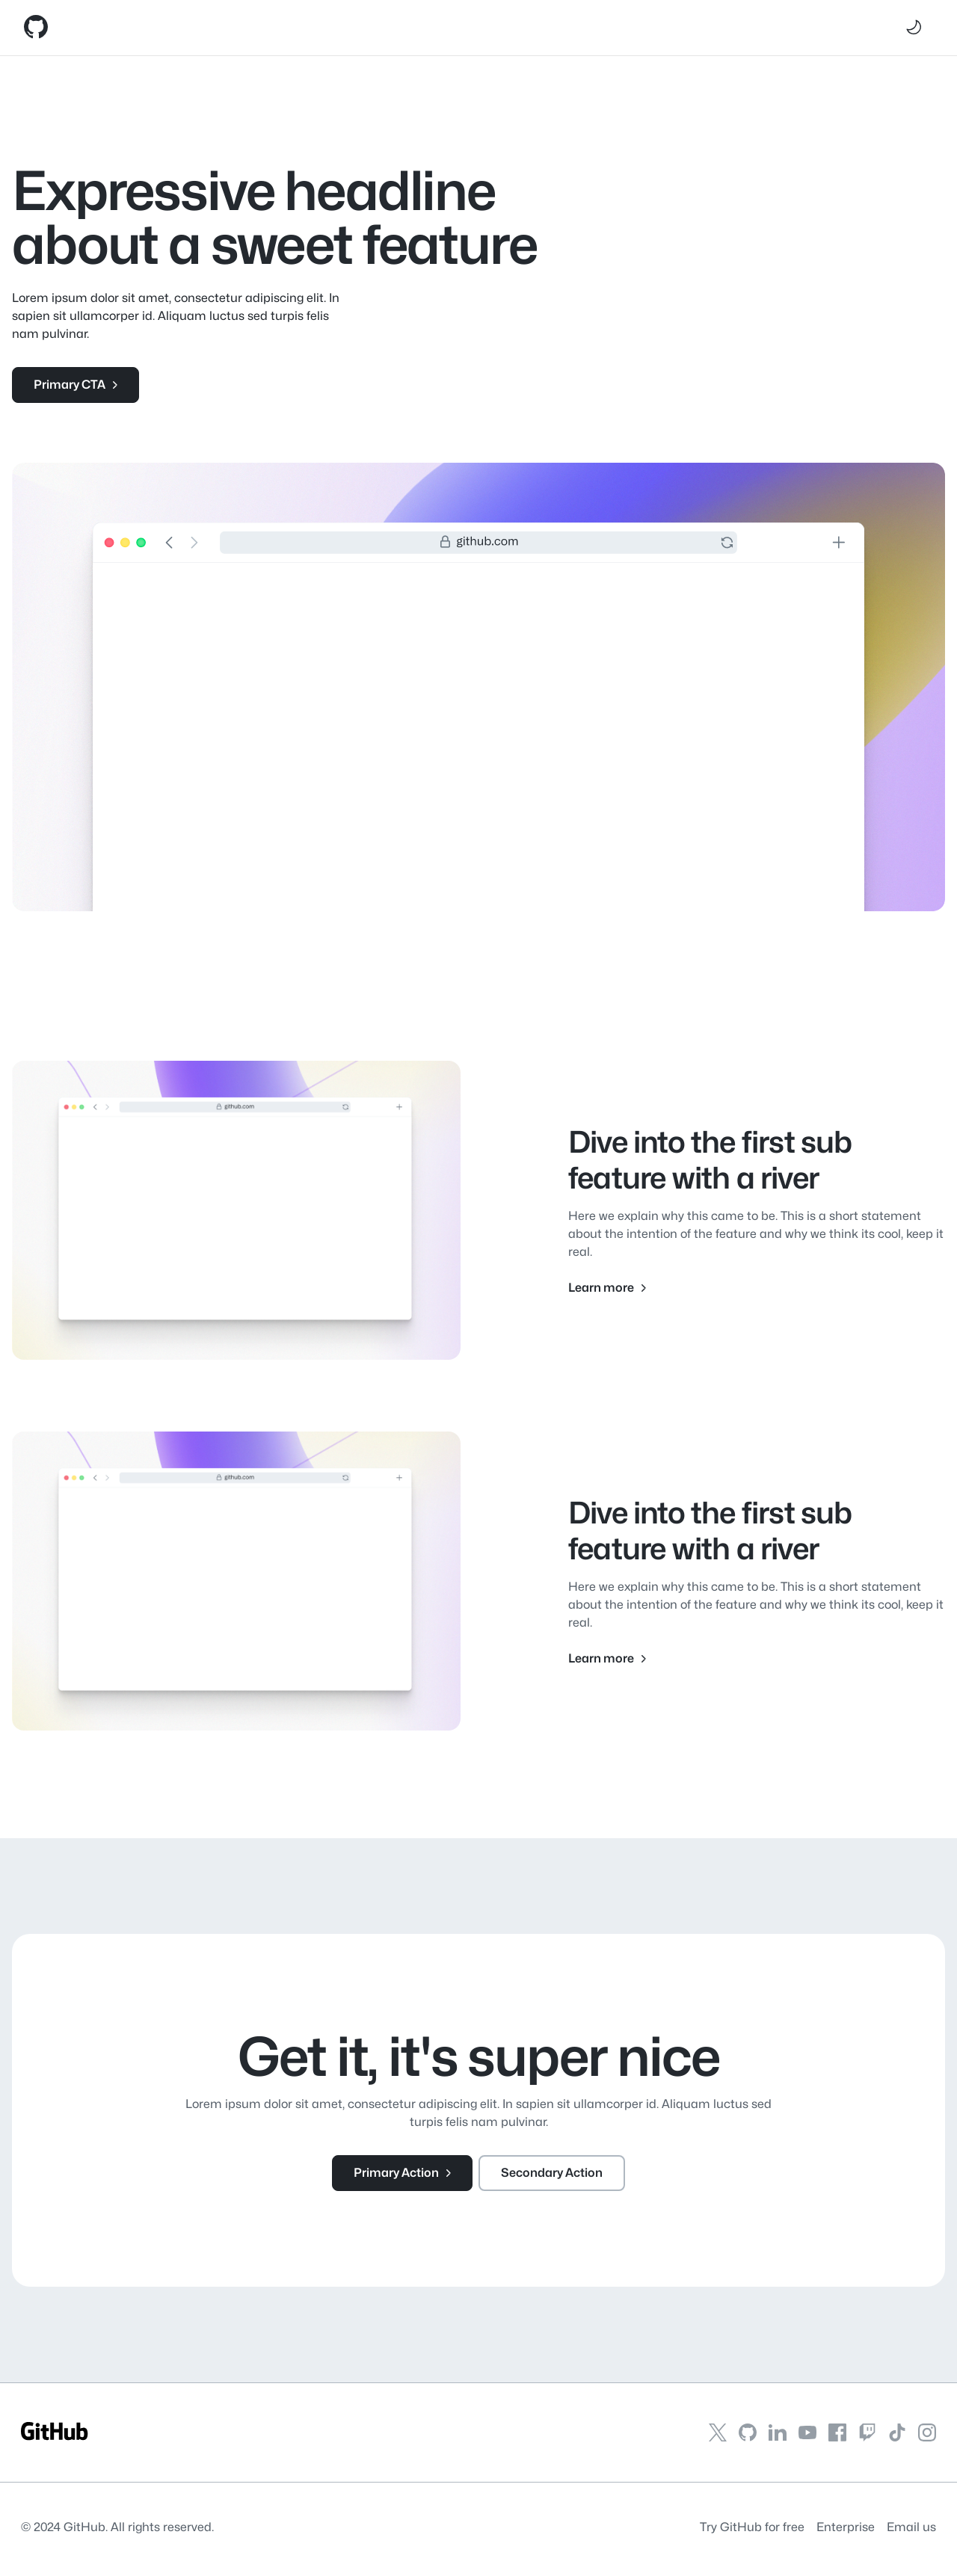 Expressive headline
about a sweet feature
Lorem ipsum dolor sit amet, consectetur adipiscing elit. In
sapien sit ullamcorper id. Aliquam luctus sed turpis felis
nam pulvinar.
Primary CTA
github.com
github.com
Dive into the first sub
feature with a river
Here we explain why this came to be. This is a short statement
about the intention of the feature and why we think its cool, keep it
real.
Learn more
github.com
Dive into the first sub
feature with a river
Here we explain why this came to be. This is a short statement
about the intention of the feature and why we think its cool, keep it
real.
Learn more
Get it, it's super nice
Lorem ipsum dolor sit amet, consectetur adipiscing elit. In sapien sit ullamcorper id. Aliquam luctus sed
turpis felis nam pulvinar.
Primary Action
Secondary Action
GitHub
© 2024 GitHub. All rights reserved.
Try GitHub for free Enterprise Email us